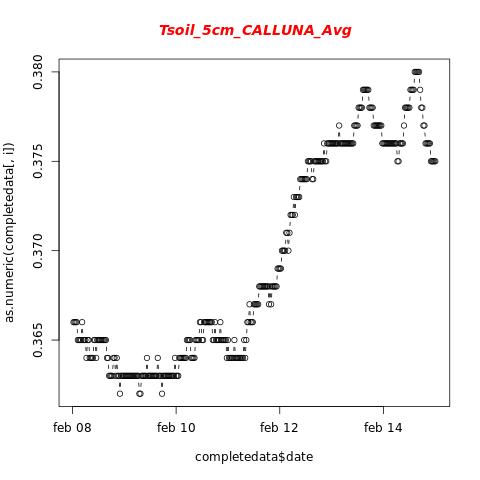 Tsoil_5cm_CALLUNA_Avg
as.numeric(completedata[, i])
0.380
0.375
0.370
0.365
feb 08
feb 10
feb 12
feb 14
completedata$date